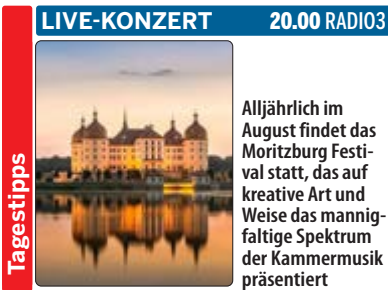 LIVE-KONZERT 20.00 RADIO3
Tagestipps
Alljährlich im
August findet das
Moritzburg Festi-
val statt, das auf
kreative Art und
Weise das mannig-
faltige Spektrum
der Kammermusik
präsentiert